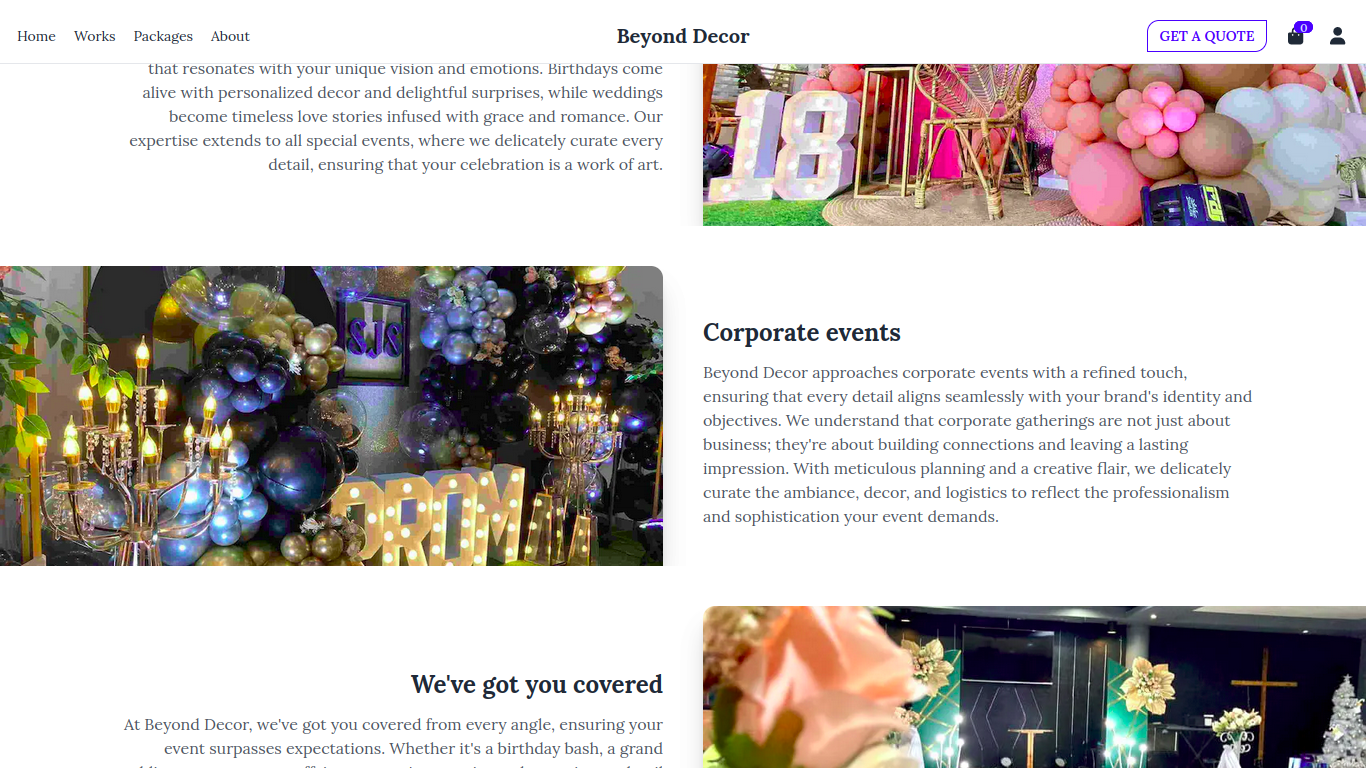 Home
Works
Packages
About
Beyond Decor
GET A QUOTE
0
that resonates with your unique vision and emotions. Birthdays come
alive with personalized decor and delightful surprises, while weddings
become timeless love stories infused with grace and romance. Our
expertise extends to all special events, where we delicately curate every
detail, ensuring that your celebration is a work of art.
18
PROM
Corporate events
Beyond Decor approaches corporate events with a refined touch,
ensuring that every detail aligns seamlessly with your brand's identity and
objectives. We understand that corporate gatherings are not just about
business; they're about building connections and leaving a lasting
impression. With meticulous planning and a creative flair, we delicately
curate the ambiance, decor, and logistics to reflect the professionalism
and sophistication your event demands.
We've got you covered
At Beyond Decor, we've got you covered from every angle, ensuring your
event surpasses expectations. Whether it's a birthday bash, a grand